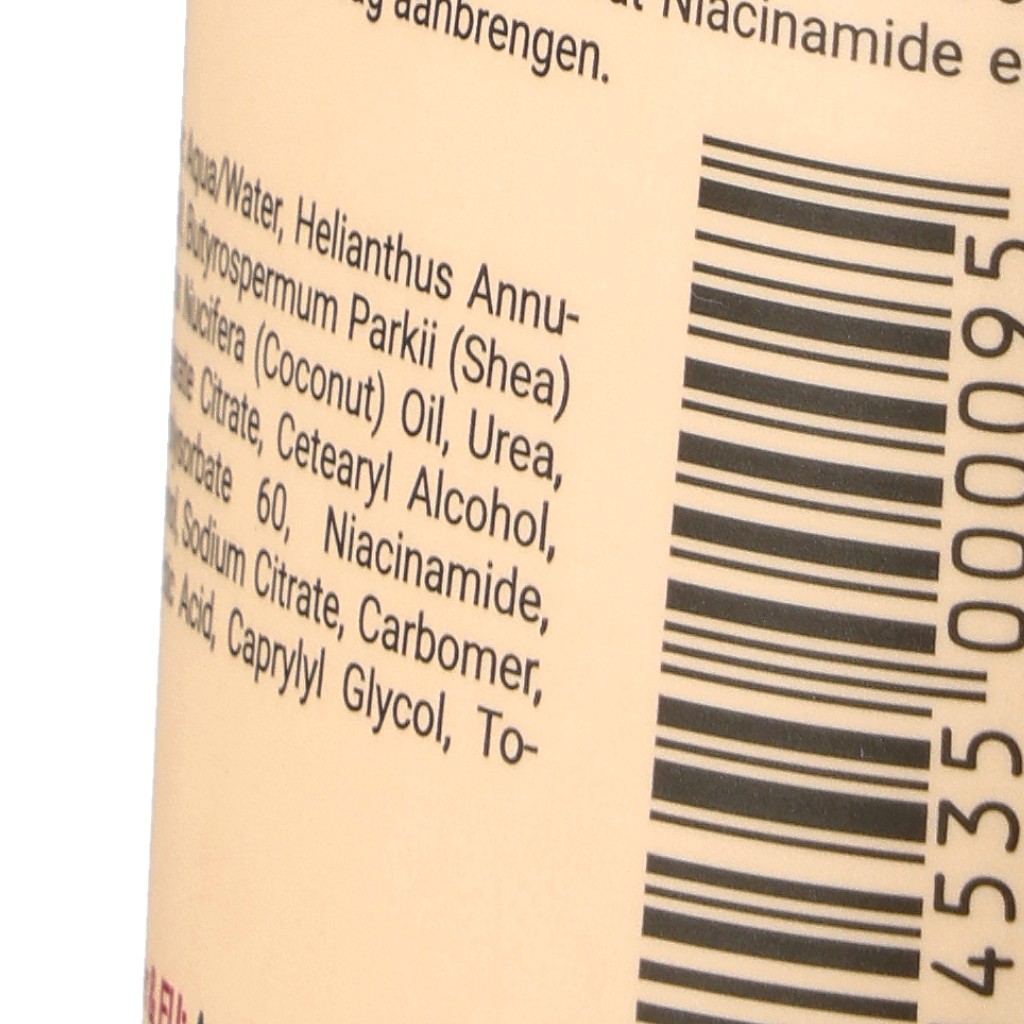 aanbrengen.
Niacinamide
Aqua/Water, Helianthus Annu-
Butyrospermum Parkii (Shea)
Nucifera (Coconut) Oil, Urea,
Citrate, Cetearyl Alcohol,
60, Niacinamide,
Sodium Citrate, Carbomer,
Acid, Caprylyl Glycol, To-
4535 000095